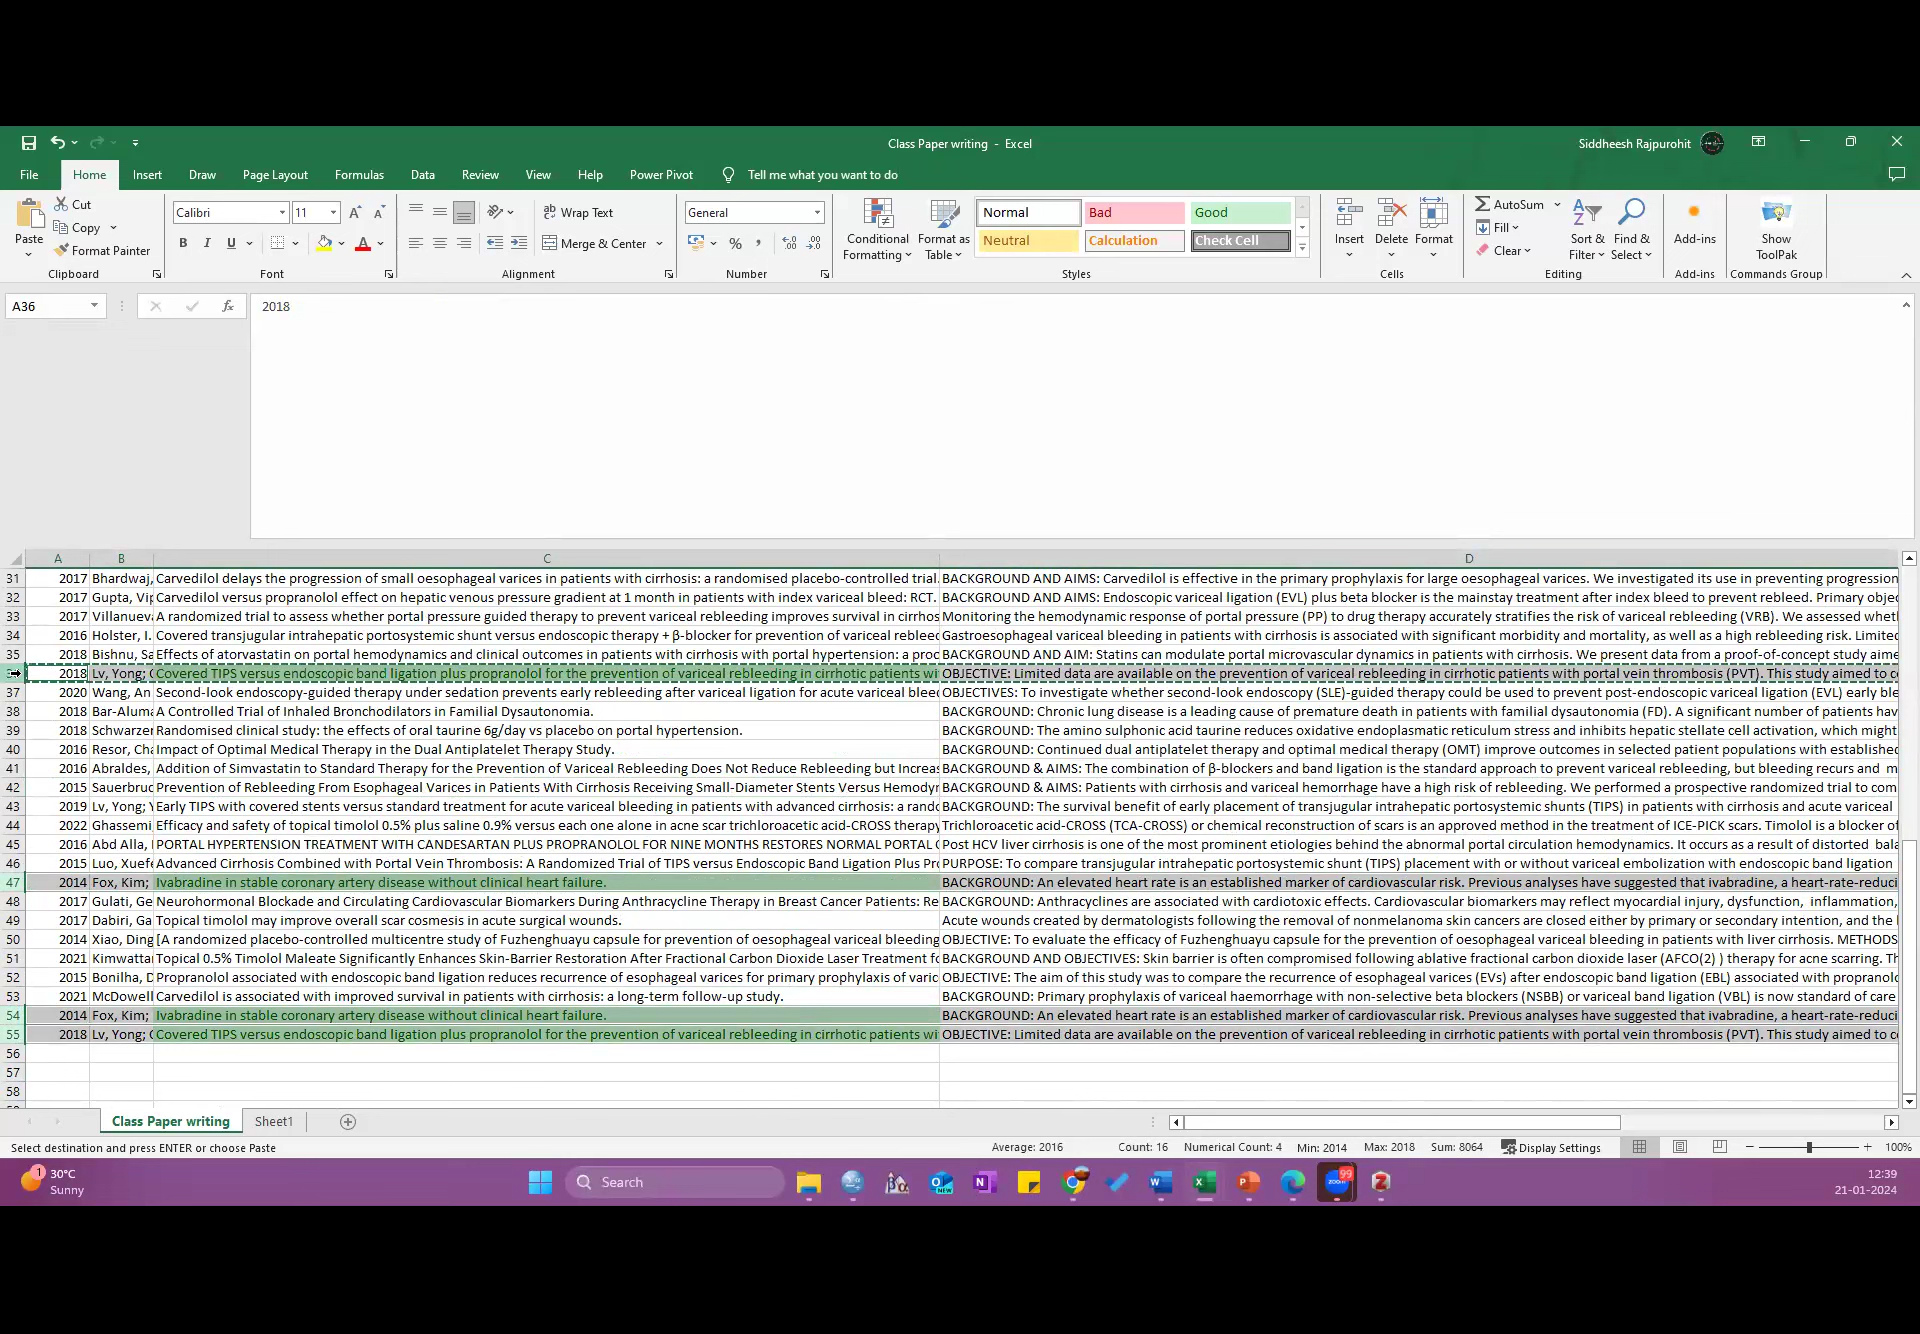 Class Paper writing - Excel
Siddheesh Rajpurohit
File Home Insert Draw Page Layout Formulas Data Review View Help Power Pivot Tell me what you want to do
Paste
Cut
Copy
Format Painter
Clipboard
Calibri 11
B I U
Font
Wrap Text
Merge & Center
Alignment
General
% ,
Number
Conditional Formatting
Format as Table
Normal Bad Good
Neutral Calculation Check Cell
Styles
Insert Delete Format
Cells
AutoSum
Fill
Clear
Sort & Filter
Find & Select
Editing
Add-ins
Add-ins
Show ToolPak
Commands Group
A36 fx 2018
A B C D
31 2017 Bhardwaj, Carvedilol delays the progression of small oesophageal varices in patients with cirrhosis: a randomised placebo-controlled trial. BACKGROUND AND AIMS: Carvedilol is effective in the primary prophylaxis for large oesophageal varices. We investigated its use in preventing progression
32 2017 Gupta, Vip Carvedilol versus propranolol effect on hepatic venous pressure gradient at 1 month in patients with index variceal bleed: RCT. BACKGROUND AND AIMS: Endoscopic variceal ligation (EVL) plus beta blocker is the mainstay treatment after index bleed to prevent rebleed. Primary objec
33 2017 Villanueva A randomized trial to assess whether portal pressure guided therapy to prevent variceal rebleeding improves survival in cirrhos Monitoring the hemodynamic response of portal pressure (PP) to drug therapy accurately stratifies the risk of variceal rebleeding (VRB). We assessed whet
34 2016 Holster, I. Covered transjugular intrahepatic portosystemic shunt versus endoscopic therapy + β-blocker for prevention of variceal rebleed Gastroesophageal variceal bleeding in patients with cirrhosis is associated with significant morbidity and mortality, as well as a high rebleeding risk. Limited
35 2018 Bishnu, Sa Effects of atorvastatin on portal hemodynamics and clinical outcomes in patients with cirrhosis with portal hypertension: a proo BACKGROUND AND AIM: Statins can modulate portal microvascular dynamics in patients with cirrhosis. We present data from a proof-of-concept study aime
2018 Lv, Yong; Covered TIPS versus endoscopic band ligation plus propranolol for the prevention of variceal rebleeding in cirrhotic patients wi OBJECTIVE: Limited data are available on the prevention of variceal rebleeding in cirrhotic patients with portal vein thrombosis (PVT). This study aimed to c
37 2020 Wang, An Second-look endoscopy-guided therapy under sedation prevents early rebleeding after variceal ligation for acute variceal blee OBJECTIVES: To investigate whether second-look endoscopy (SLE)-guided therapy could be used to prevent post-endoscopic variceal ligation (EVL) early ble
38 2018 Bar-Aluma A Controlled Trial of Inhaled Bronchodilators in Familial Dysautonomia. BACKGROUND: Chronic lung disease is a leading cause of premature death in patients with familial dysautonomia (FD). A significant number of patients hav
39 2018 Schwarzer Randomised clinical study: the effects of oral taurine 6g/day vs placebo on portal hypertension. BACKGROUND: The amino sulphonic acid taurine reduces oxidative endoplasmatic reticulum stress and inhibits hepatic stellate cell activation, which might
40 2016 Resor, Cha Impact of Optimal Medical Therapy in the Dual Antiplatelet Therapy Study. BACKGROUND: Continued dual antiplatelet therapy and optimal medical therapy (OMT) improve outcomes in selected patient populations with established
41 2016 Abraldes, Addition of Simvastatin to Standard Therapy for the Prevention of Variceal Rebleeding Does Not Reduce Rebleeding but Increas BACKGROUND & AIMS: The combination of β-blockers and band ligation is the standard approach to prevent variceal rebleeding, but bleeding recurs and m
42 2015 Sauerbruc Prevention of Rebleeding From Esophageal Varices in Patients With Cirrhosis Receiving Small-Diameter Stents Versus Hemodyr BACKGROUND & AIMS: Patients with cirrhosis and variceal hemorrhage have a high risk of rebleeding. We performed a prospective randomized trial to com
43 2019 Lv, Yong; Y Early TIPS with covered stents versus standard treatment for acute variceal bleeding in patients with advanced cirrhosis: a rando BACKGROUND: The survival benefit of early placement of transjugular intrahepatic portosystemic shunts (TIPS) in patients with cirrhosis and acute variceal
44 2022 Ghassemi Efficacy and safety of topical timolol 0.5% plus saline 0.9% versus each one alone in acne scar trichloroacetic acid-CROSS therapy Trichloroacetic acid-CROSS (TCA-CROSS) or chemical reconstruction of scars is an approved method in the treatment of ICE-PICK scars. Timolol is a blocker of
45 2016 Abd Alla, PORTAL HYPERTENSION TREATMENT WITH CANDESARTAN PLUS PROPRANOLOL FOR NINE MONTHS RESTORES NORMAL PORTAL Post HCV liver cirrhosis is one of the most prominent etiologies behind the abnormal portal circulation hemodynamics. It occurs as a result of distorted bala
46 2015 Luo, Xuefe Advanced Cirrhosis Combined with Portal Vein Thrombosis: A Randomized Trial of TIPS versus Endoscopic Band Ligation Plus Pro PURPOSE: To compare transjugular intrahepatic portosystemic shunt (TIPS) placement with or without variceal embolization with endoscopic band ligation
47 2014 Fox, Kim; Ivabradine in stable coronary artery disease without clinical heart failure. BACKGROUND: An elevated heart rate is an established marker of cardiovascular risk. Previous analyses have suggested that ivabradine, a heart-rate-reduci
48 2017 Gulati, Ge Neurohormonal Blockade and Circulating Cardiovascular Biomarkers During Anthracycline Therapy in Breast Cancer Patients: Re BACKGROUND: Anthracyclines are associated with cardiotoxic effects. Cardiovascular biomarkers may reflect myocardial injury, dysfunction, inflammation,
49 2017 Dabiri, Ga Topical timolol may improve overall scar cosmesis in acute surgical wounds. Acute wounds created by dermatologists following the removal of nonmelanoma skin cancers are closed either by primary or secondary intention, and the
50 2014 Xiao, Ding [A randomized placebo-controlled multicentre study of Fuzhenghuayu capsule for prevention of oesophageal variceal bleeding OBJECTIVE: To evaluate the efficacy of Fuzhenghuayu capsule for the prevention of oesophageal variceal bleeding in patients with liver cirrhosis. METHODS
51 2021 Kimwattar Topical 0.5% Timolol Maleate Significantly Enhances Skin-Barrier Restoration After Fractional Carbon Dioxide Laser Treatment fo BACKGROUND AND OBJECTIVES: Skin barrier is often compromised following ablative fractional carbon dioxide laser (AFCO(2) ) therapy for acne scarring. Th
52 2015 Bonilha, D Propranolol associated with endoscopic band ligation reduces recurrence of esophageal varices for primary prophylaxis of varic OBJECTIVE: The aim of this study was to compare the recurrence of esophageal varices (EVs) after endoscopic band ligation (EBL) associated with propranolo
53 2021 McDowell Carvedilol is associated with improved survival in patients with cirrhosis: a long-term follow-up study. BACKGROUND: Primary prophylaxis of variceal haemorrhage with non-selective beta blockers (NSBB) or variceal band ligation (VBL) is now standard of care
54 2014 Fox, Kim; Ivabradine in stable coronary artery disease without clinical heart failure. BACKGROUND: An elevated heart rate is an established marker of cardiovascular risk. Previous analyses have suggested that ivabradine, a heart-rate-reduci
55 2018 Lv, Yong; Covered TIPS versus endoscopic band ligation plus propranolol for the prevention of variceal rebleeding in cirrhotic patients wi OBJECTIVE: Limited data are available on the prevention of variceal rebleeding in cirrhotic patients with portal vein thrombosis (PVT). This study aimed to c
56
57
58
Class Paper writing Sheet1
Select destination and press ENTER or choose Paste Average: 2016 Count: 16 Numerical Count: 4 Min: 2014 Max: 2018 Sum: 8064 Display Settings 100%
1 30°C
Sunny
Search
99
12:39
21-01-2024